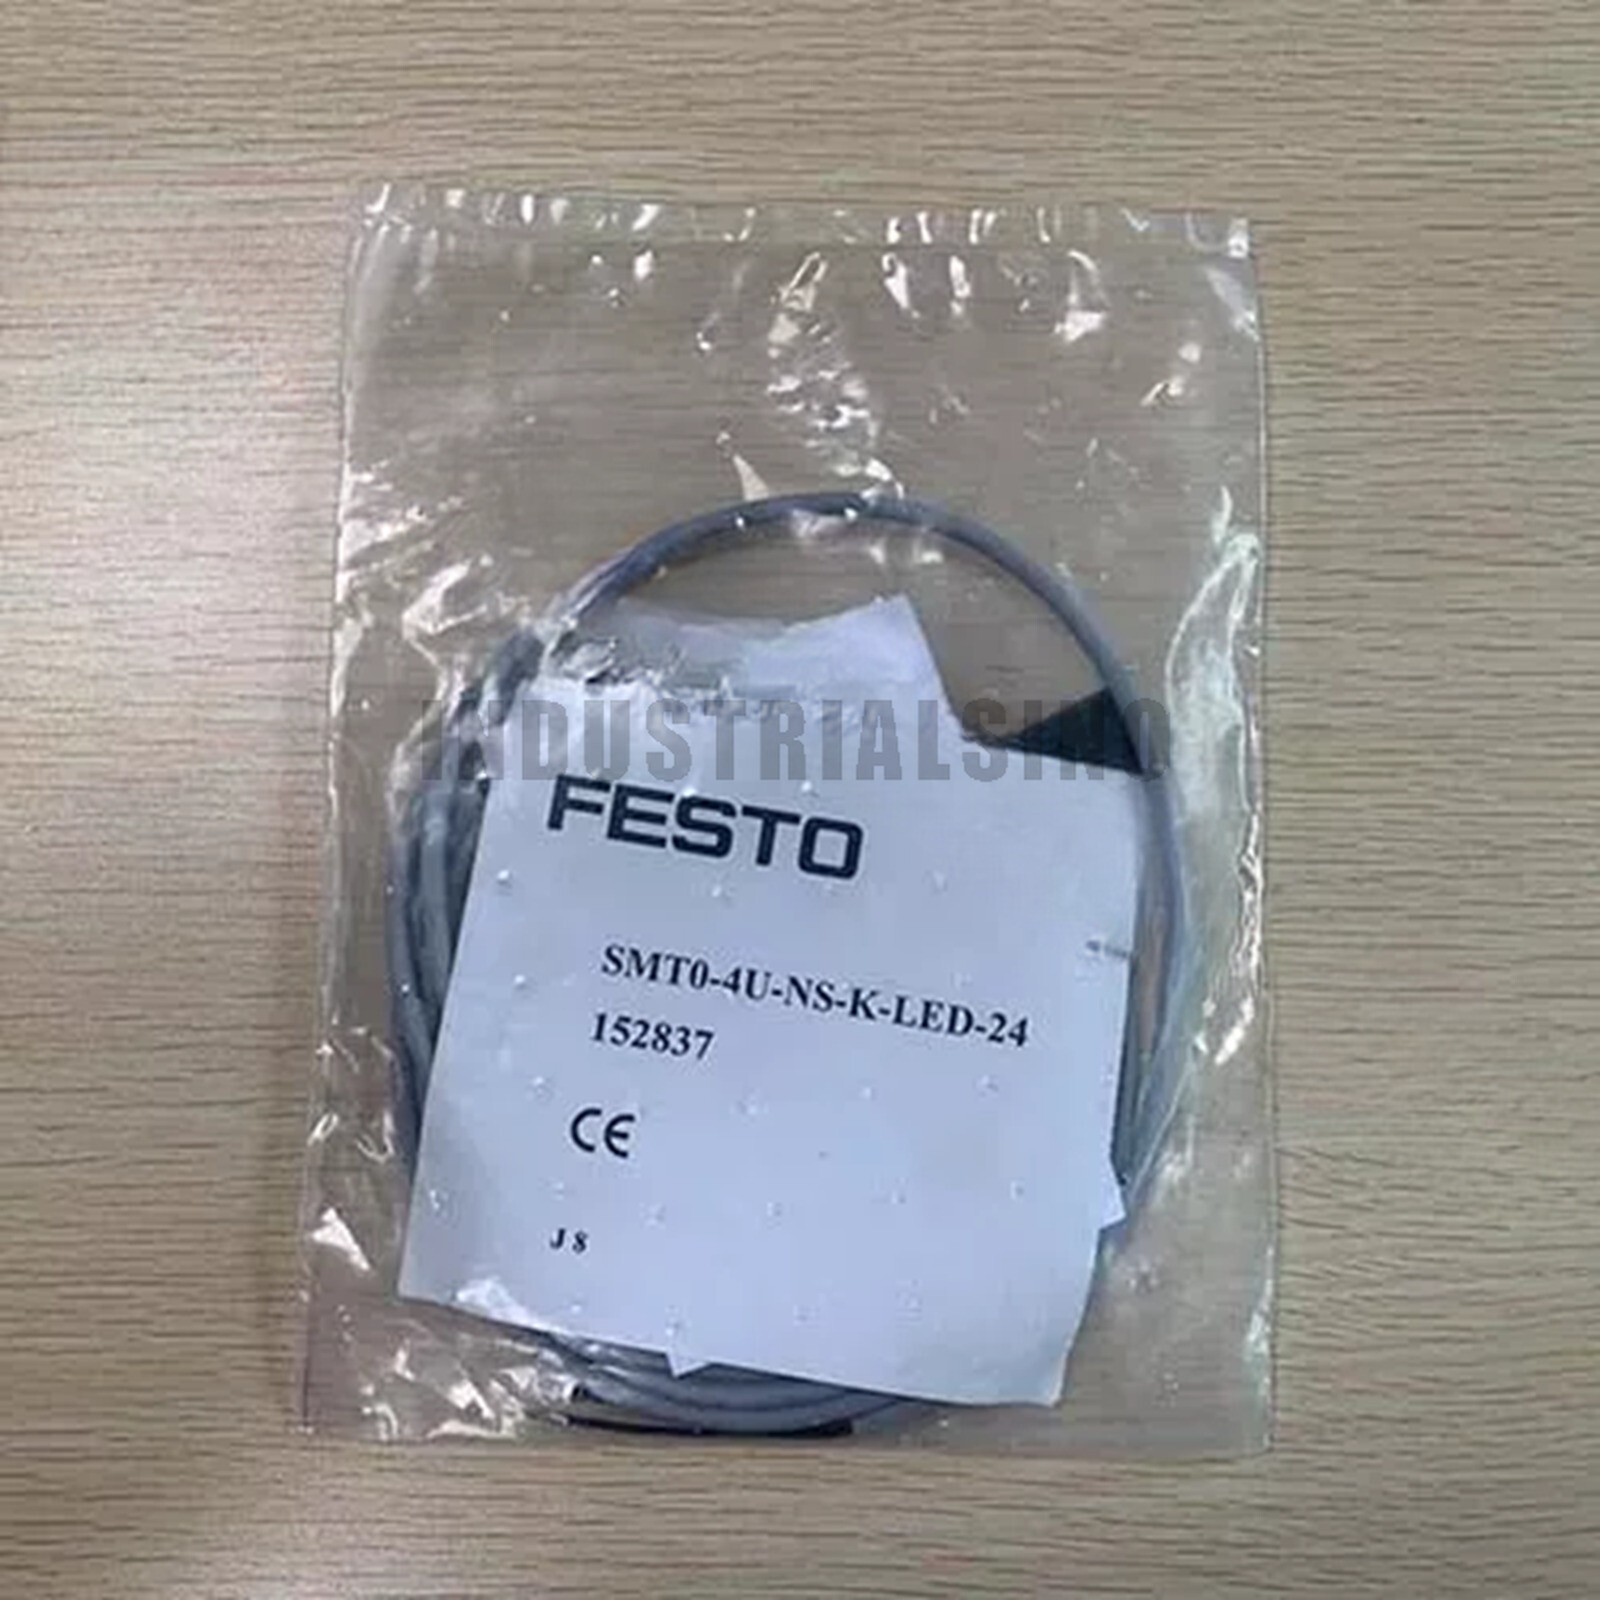 INDUSTRIALSINO
FESTO
SMT0-4U-NS-K-LED-24
152837
CE
J 8